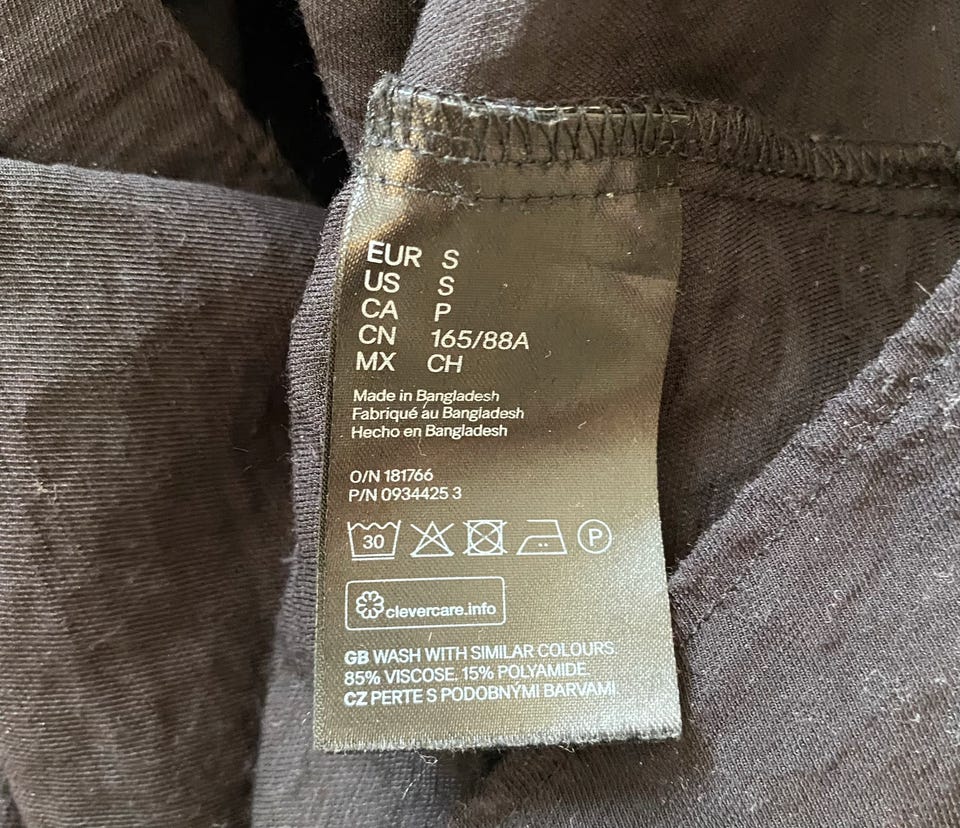 EUR S
US S
CA P
CN 165/88A
MX CH
Made in Bangladesh
Fabriqué au Bangladesh
Hecho en Bangladesh
O/N 181766
P/N 0934425 3
30 P
clevercare.info
GB WASH WITH SIMILAR COLOURS.
85% VISCOSE. 15% POLYAMIDE.
CZ PERTE S PODOBNÝMI BARVAMI.